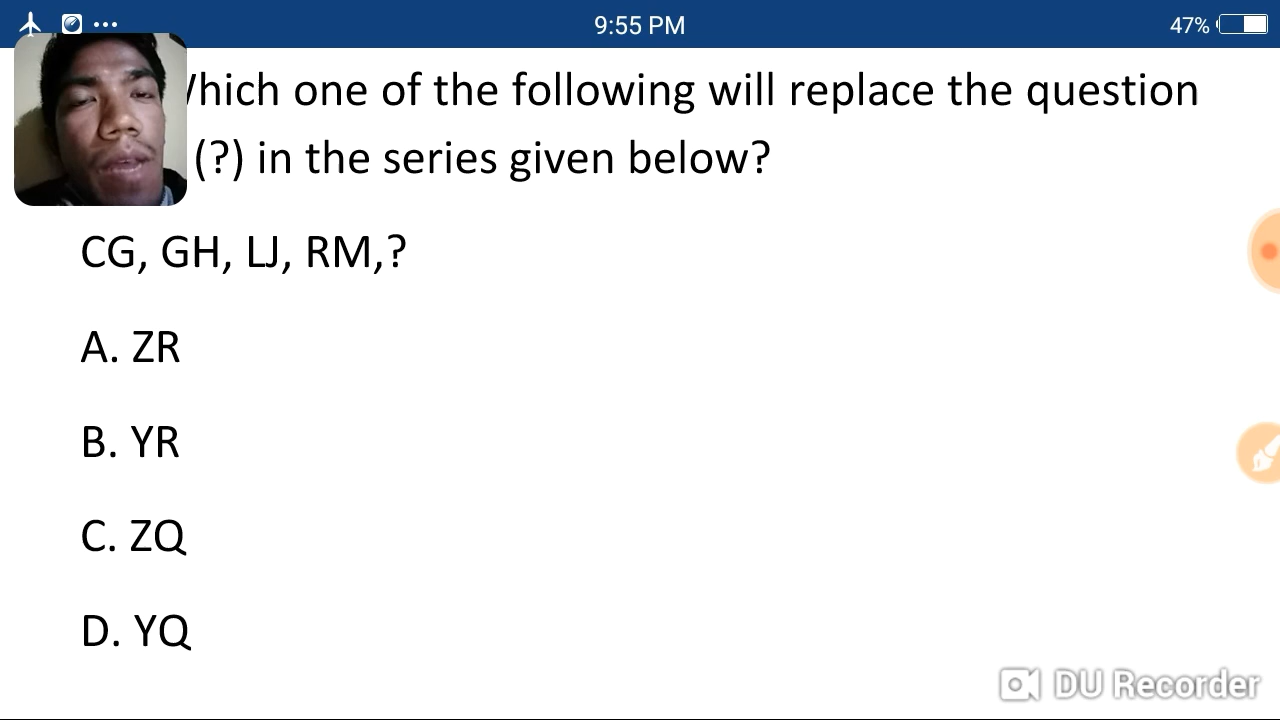 9:55 PM 47%
hich one of the following will replace the question
(?) in the series given below?
CG, GH, LJ, RM,?
A. ZR
B. YR
C. ZQ
D. YQ
DU Recorder